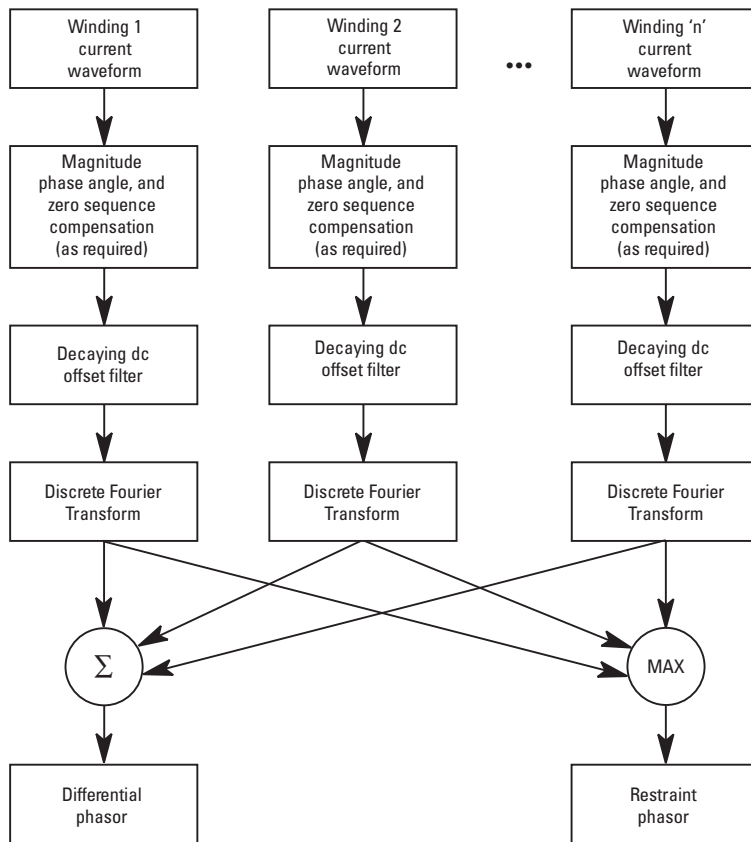 Winding 1
current
waveform
Winding 2
current
waveform
...
Winding ‘n’
current
waveform
Magnitude
phase angle, and
zero sequence
compensation
(as required)
Magnitude
phase angle, and
zero sequence
compensation
(as required)
Magnitude
phase angle, and
zero sequence
compensation
(as required)
Decaying dc
offset filter
Decaying dc
offset filter
Decaying dc
offset filter
Discrete Fourier
Transform
Discrete Fourier
Transform
Discrete Fourier
Transform
Σ
MAX
Differential
phasor
Restraint
phasor